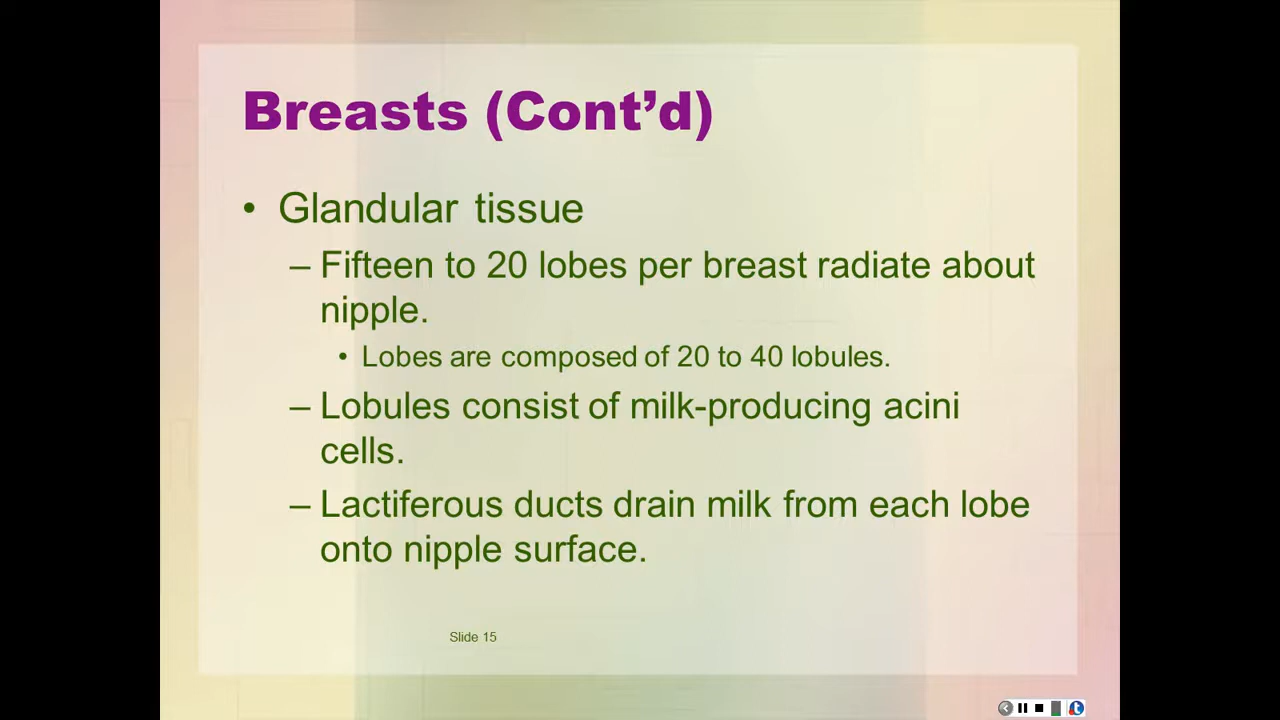 Breasts (Cont’d)
• Glandular tissue
– Fifteen to 20 lobes per breast radiate about
nipple.
• Lobes are composed of 20 to 40 lobules.
– Lobules consist of milk-producing acini
cells.
– Lactiferous ducts drain milk from each lobe
onto nipple surface.
Slide 15